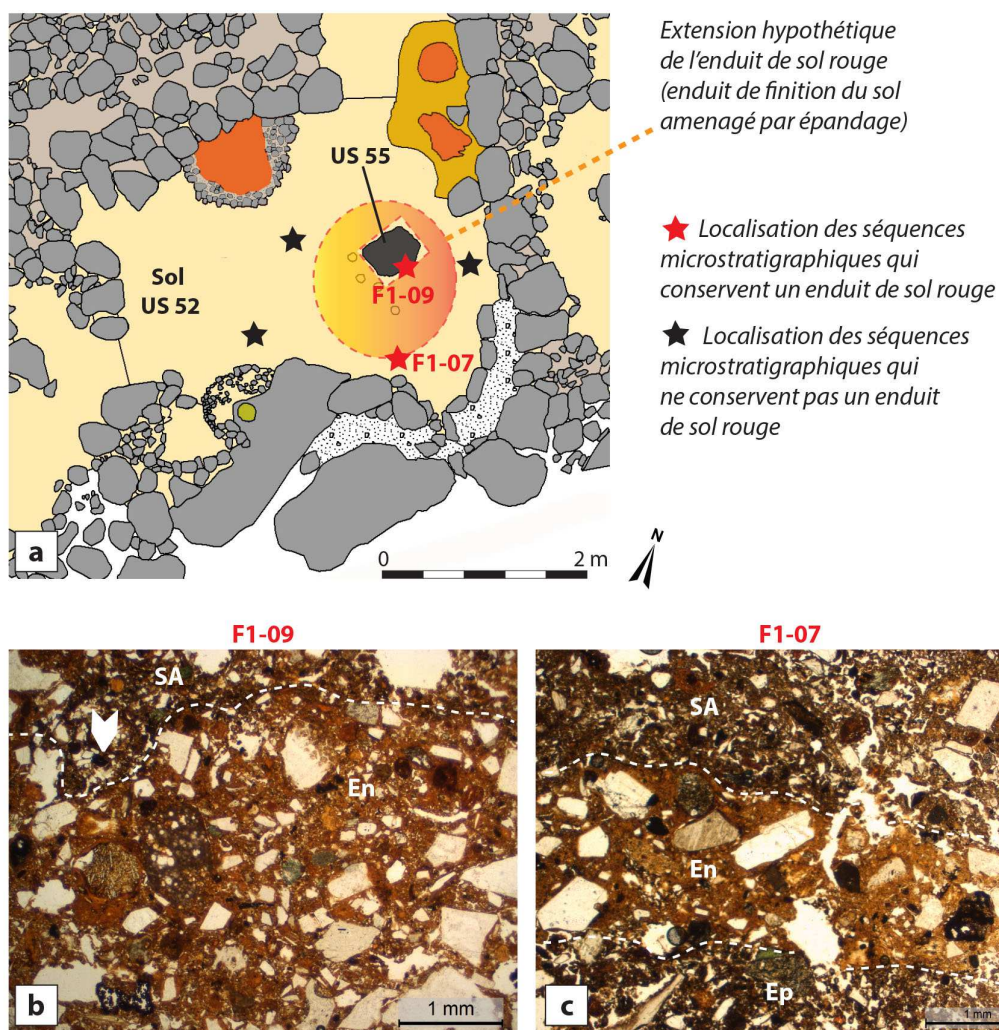 Extension hypothétique
de l'enduit de sol rouge
(enduit de finition du sol
amenagé par épandage)
US 55
Localisation des séquences
microstratigraphiques qui
conservent un enduit de sol rouge
F1-09
Sol
US 52
Localisation des séquences
microstratigraphiques qui
ne conservent pas un enduit
de sol rouge
F1-07
a
0 2 m
N
F1-09
F1-07
SA
SA
En
En
Ep
b
1 mm
c
1 mm